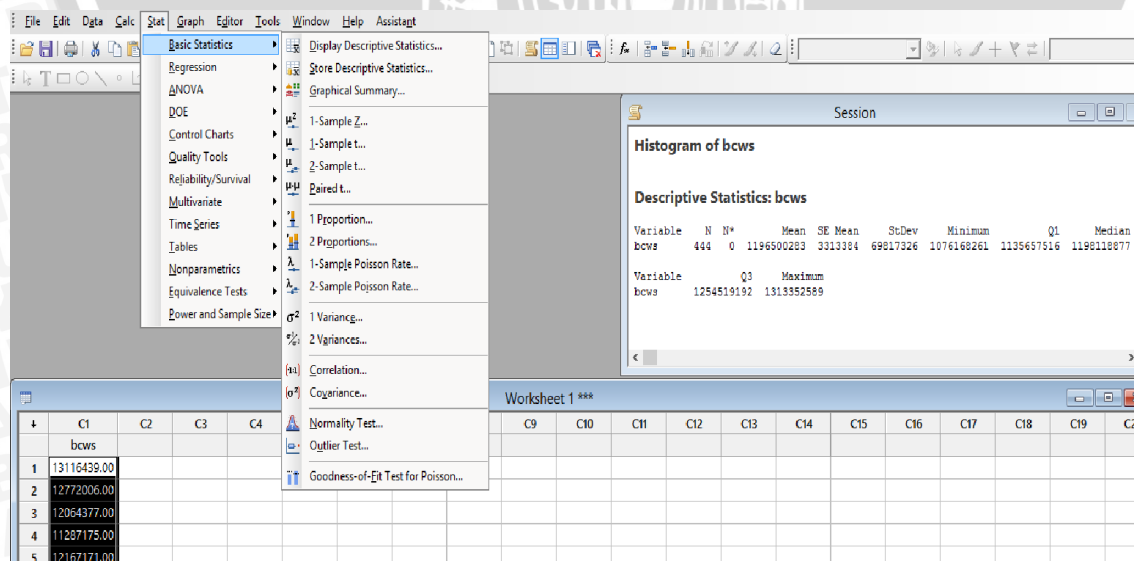 File Edit Data Calc Stat Graph Editor Tools Window Help Assistant
Basic Statistics
Regression
ANOVA
DOE
Control Charts
Quality Tools
Reliability/Survival
Multivariate
Time Series
Tables
Nonparametrics
Equivalence Tests
Power and Sample Size
Display Descriptive Statistics...
Store Descriptive Statistics...
Graphical Summary...
μz 1-Sample Z...
μ 1-Sample t...
μ 2-Sample t...
μ-μ Paired t...
1 Proportion...
2 Proportions...
λ 1-Sample Poisson Rate...
λ 2-Sample Poisson Rate...
σ² 1 Variance...
2 Variances...
Correlation...
(σ²) Covariance...
Normality Test...
Outlier Test...
Goodness-of-Fit Test for Poisson...
Session
Histogram of bcws
Descriptive Statistics: bcws
Variable N N* Mean SE Mean StDev Minimum Q1 Median
bcws 444 0 1196500283 3313384 69817326 1076168261 1135657516 1198118877
Variable Q3 Maximum
bcws 1254519192 1313352589
Worksheet 1 ***
C1 C2 C3 C4 C9 C10 C11 C12 C13 C14 C15 C16 C17 C18 C19
bcws
1 13116439.00
2 12772006.00
3 12064377.00
4 11287175.00
5 12167171.00